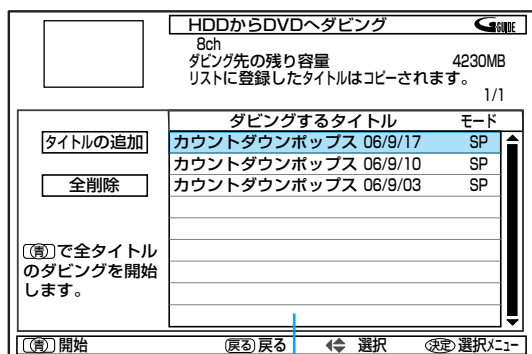 HDDからDVDへダビング
GGUIDE
8ch
ダビング先の残り容量 4230MB
リストに登録したタイトルはコピーされます。
1/1
ダビングするタイトル モード
タイトルの追加
カウントダウンポップス 06/9/17 SP
カウントダウンポップス 06/9/10 SP
全削除
カウントダウンポップス 06/9/03 SP
(青)で全タイトル
のダビングを開始
します。
(青)開始 戻る 戻る 選択 決定 選択メニュー